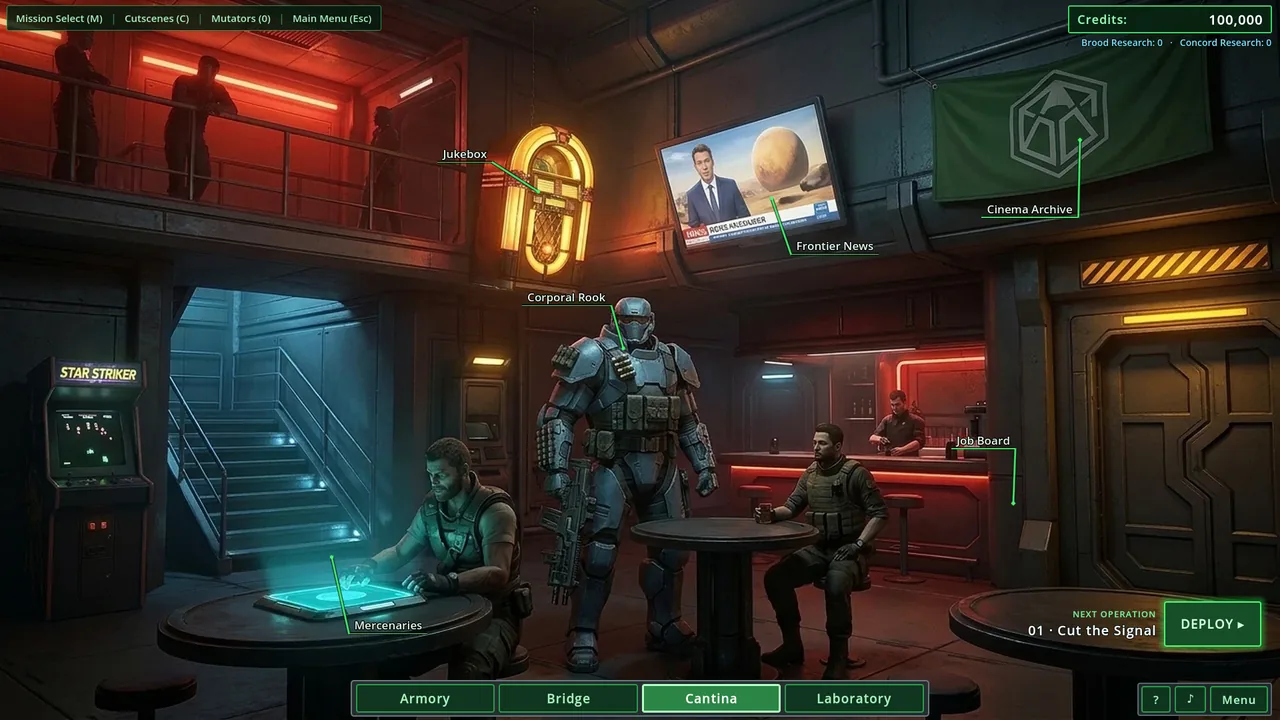 Mission Select (M) | Cutscenes (C) | Mutators (0) | Main Menu (Esc)
Credits: 100,000
Brood Research: 0 · Concord Research: 0
Jukebox
Cinema Archive
Frontier News
Corporal Rook
STAR STRIKER
Job Board
Mercenaries
NEXT OPERATION
01 · Cut the Signal
DEPLOY ▸
Armory
Bridge
Cantina
Laboratory
?
♪
Menu